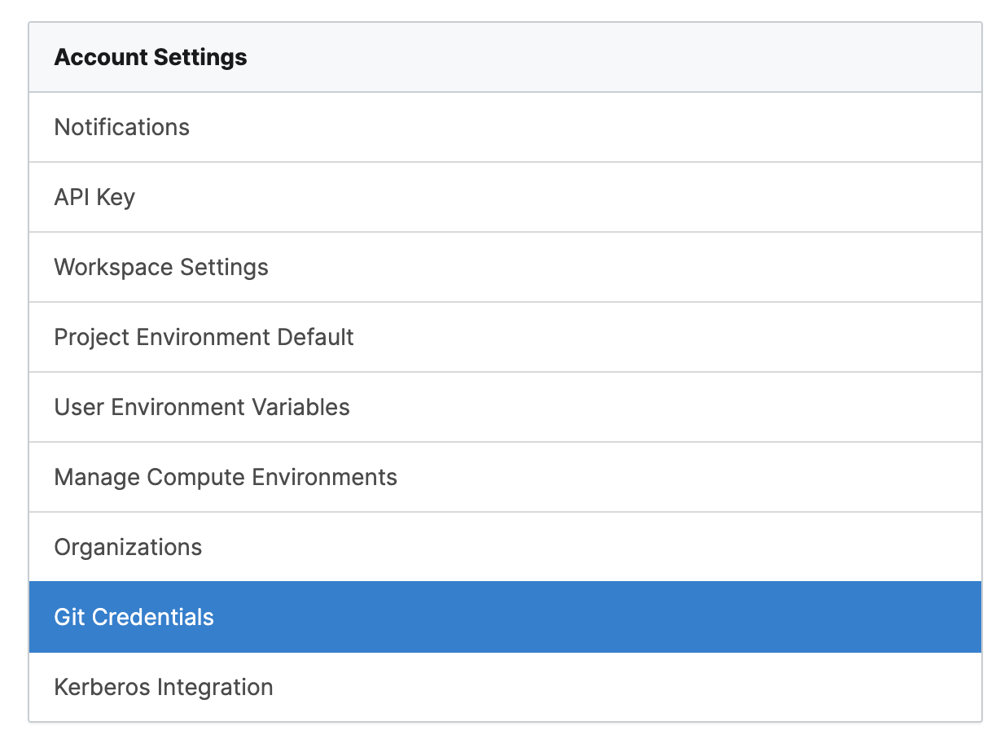 Account Settings
Notifications
API Key
Workspace Settings
Project Environment Default
User Environment Variables
Manage Compute Environments
Organizations
Git Credentials
Kerberos Integration